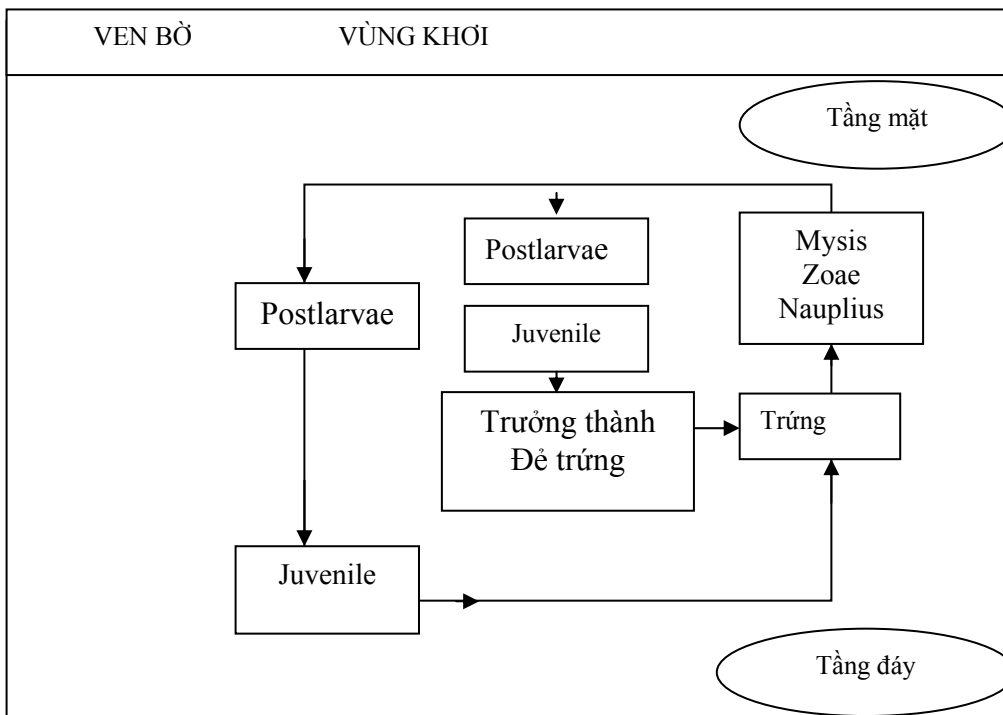 VEN BỜ VÙNG KHƠI
Tầng mặt
Postlarvae
Mysis
Zoae
Nauplius
Postlarvae
Juvenile
Trưởng thành
Đẻ trứng
Trứng
Juvenile
Tầng đáy